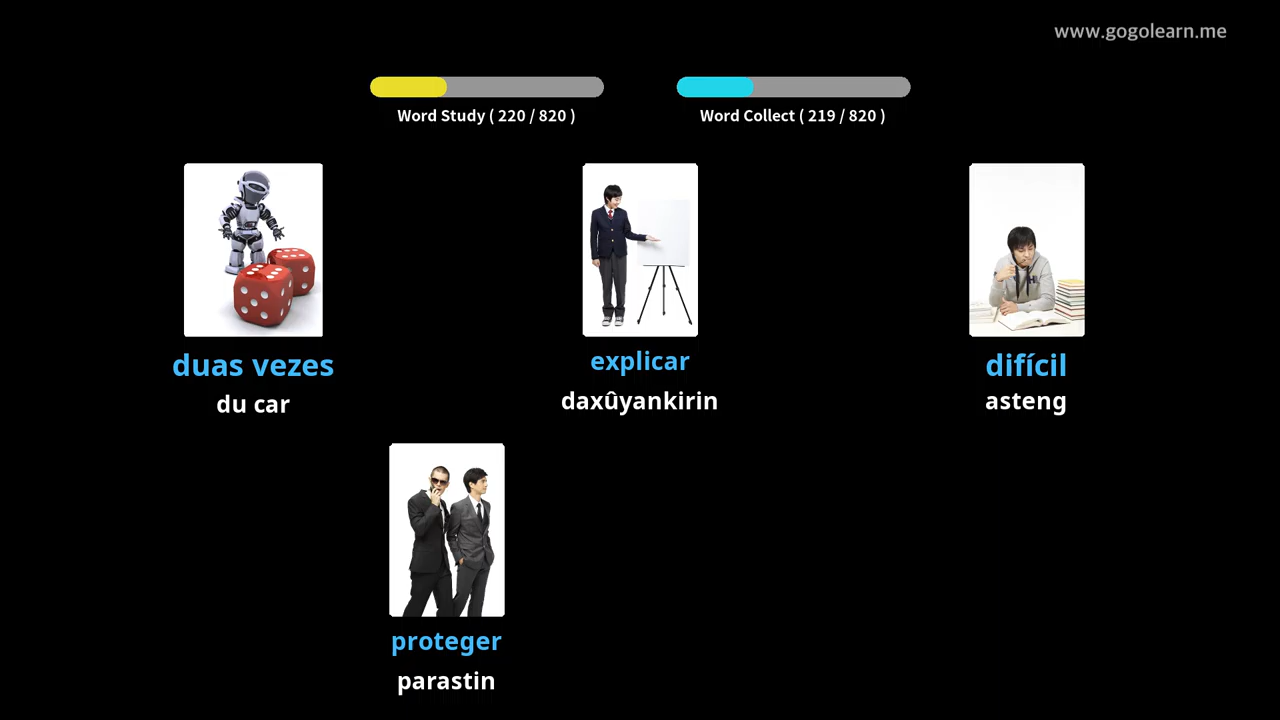 www.gogolearn.me
Word Study ( 220 / 820 )
Word Collect ( 219 / 820 )
duas vezes
du car
explicar
daxûyankirin
difícil
asteng
proteger
parastin